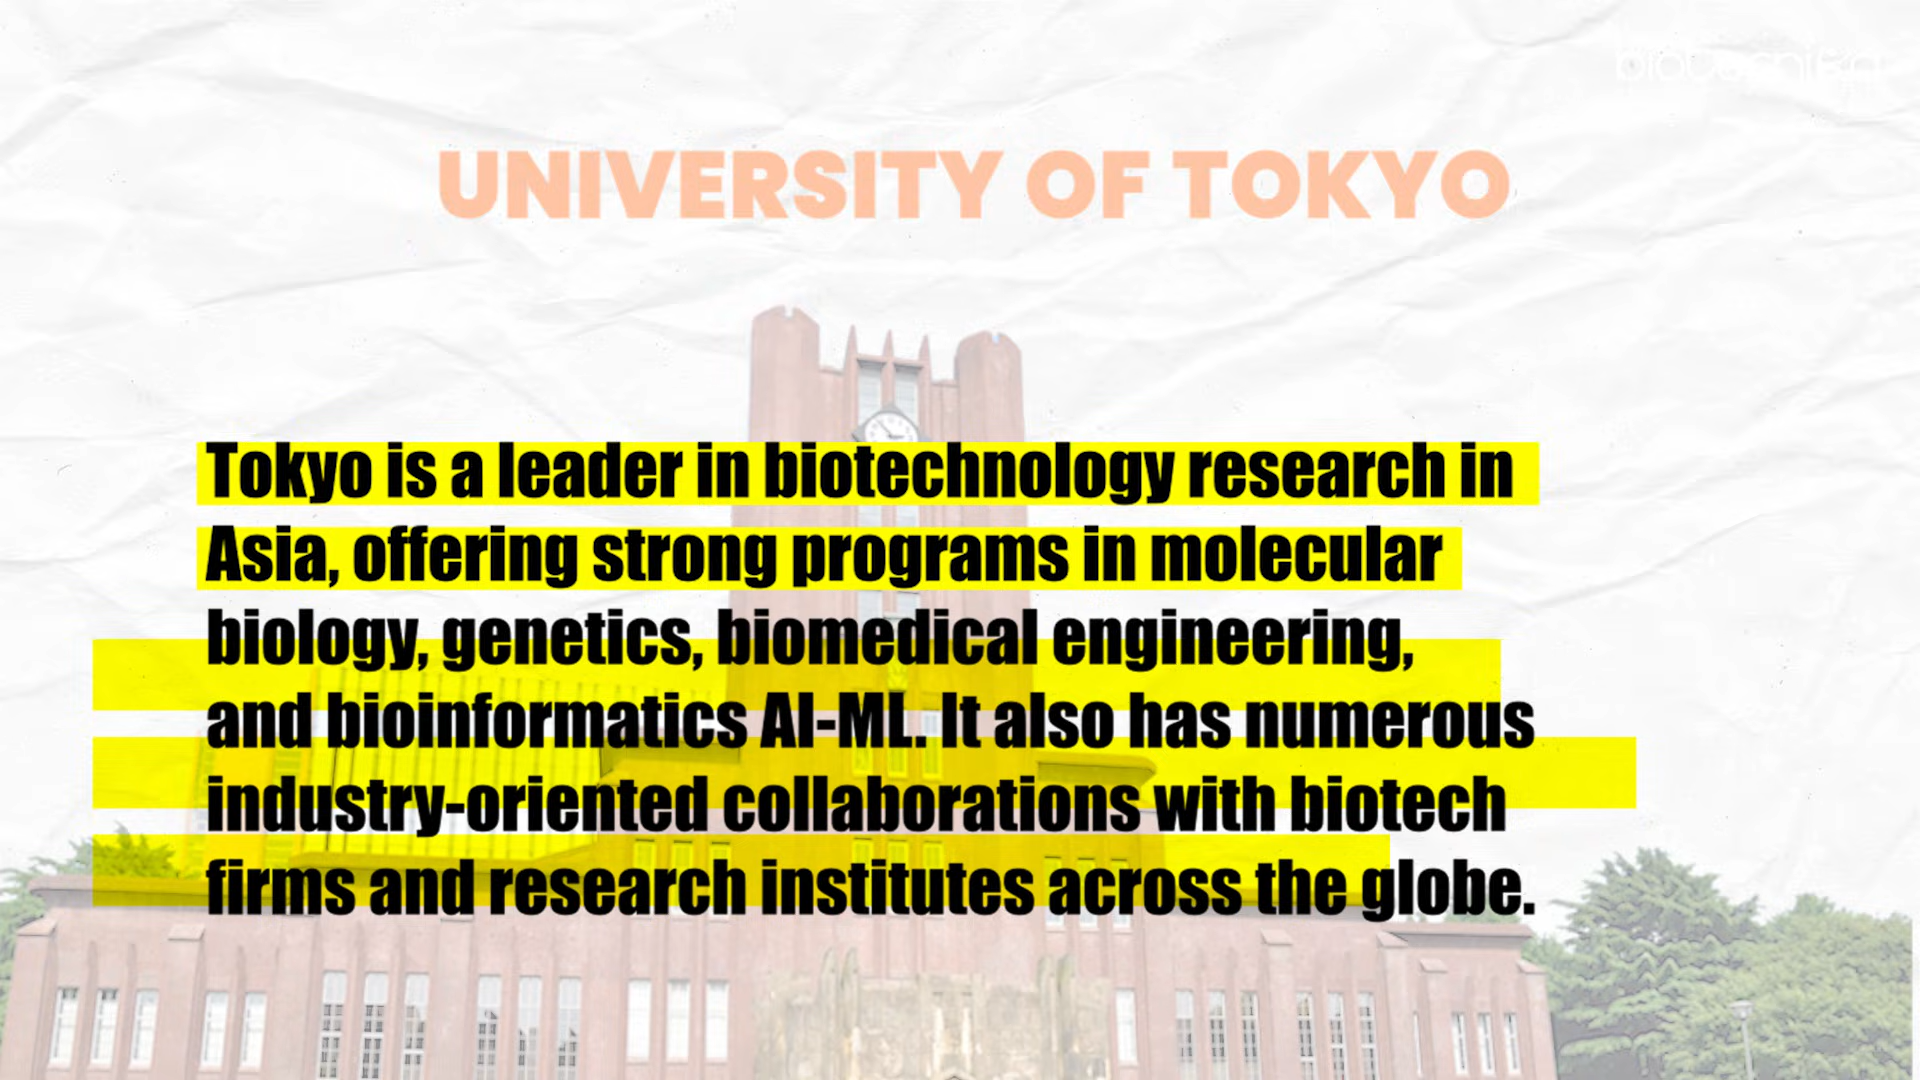 UNIVERSITY OF TOKYO
Tokyo is a leader in biotechnology research in
Asia, offering strong programs in molecular
biology, genetics, biomedical engineering,
and bioinformatics AI-ML. It also has numerous
industry-oriented collaborations with biotech
firms and research institutes across the globe.